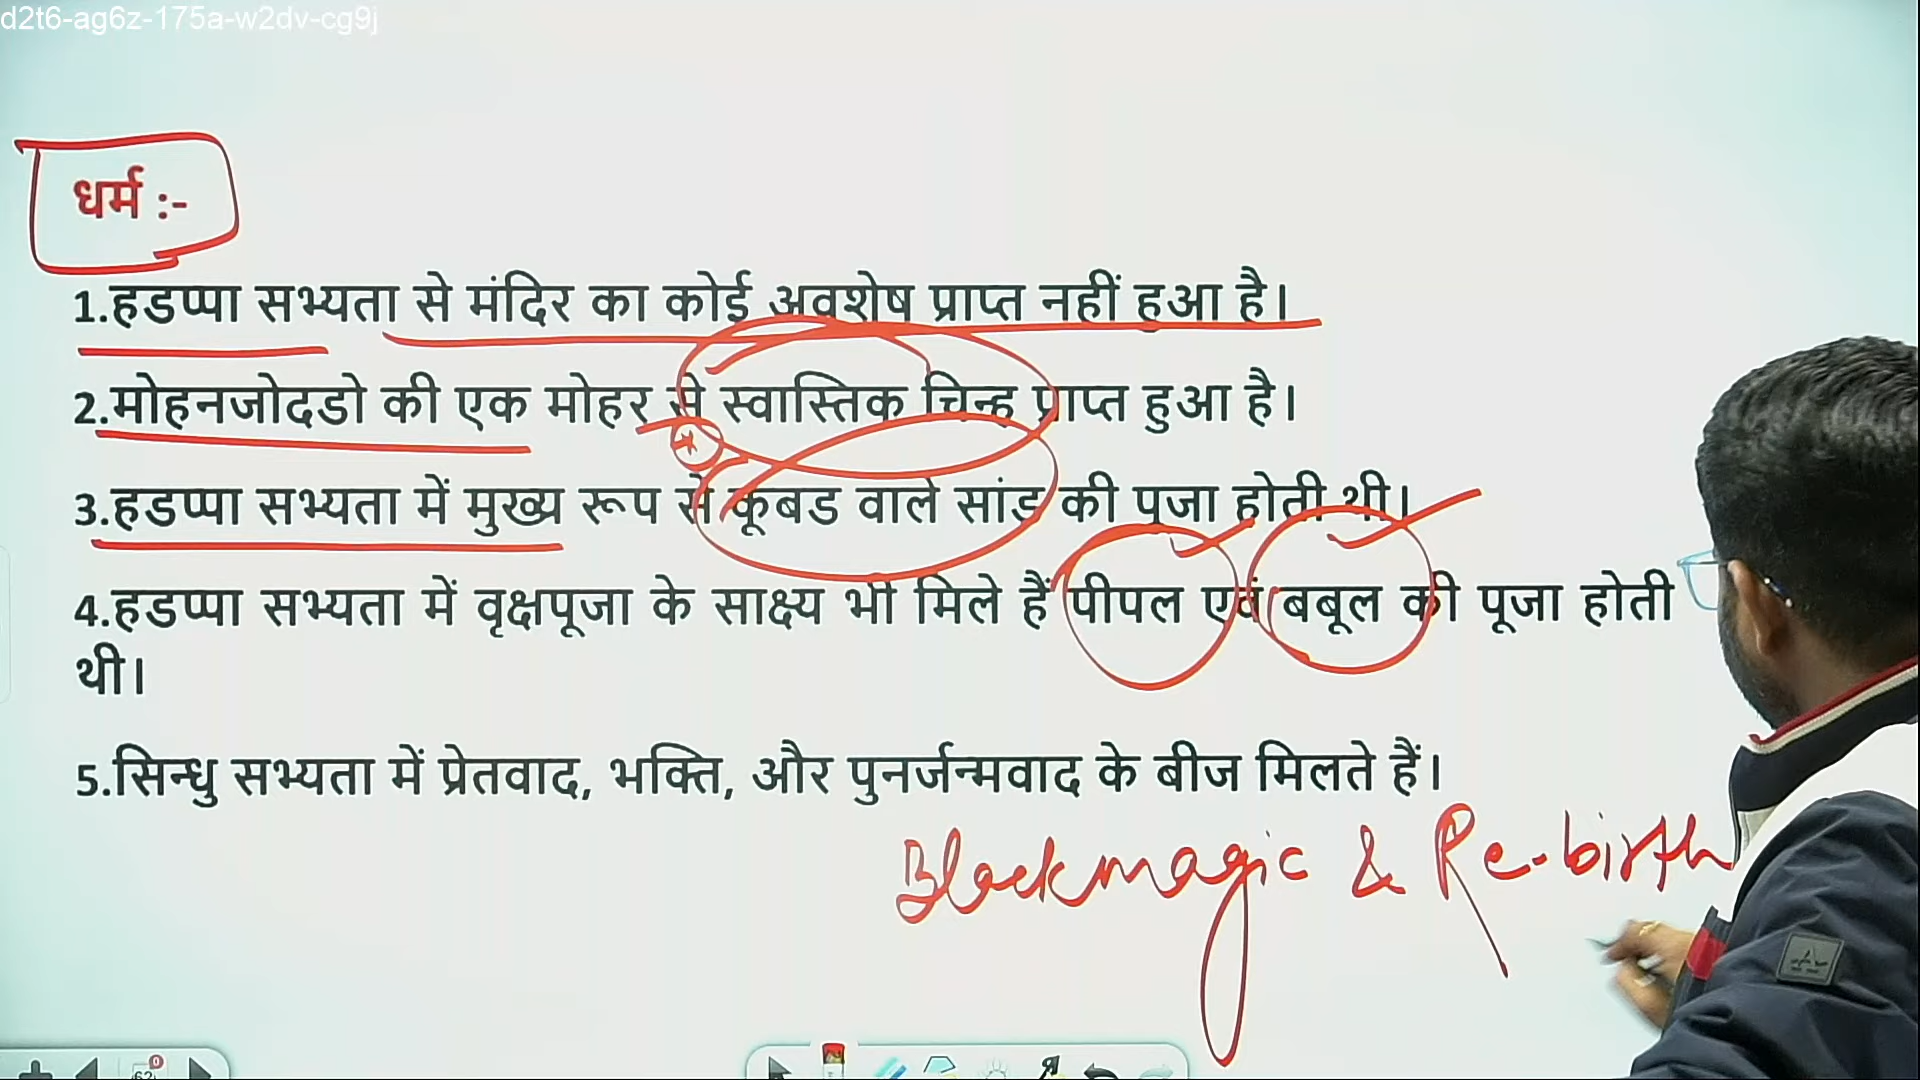 d2t6-ag6z-175a-w2dv-cg9j
धर्म :-
1.हडप्पा सभ्यता से मंदिर का कोई अवशेष प्राप्त नहीं हुआ है।
2.मोहनजोदडो की एक मोहर से स्वास्तिक चिन्ह प्राप्त हुआ है।
3.हडप्पा सभ्यता में मुख्य रूप से कूबड वाले सांड की पूजा होती थी।
4.हडप्पा सभ्यता में वृक्षपूजा के साक्ष्य भी मिले हैं पीपल एवं बबूल की पूजा होती
थी।
5.सिन्धु सभ्यता में प्रेतवाद, भक्ति, और पुनर्जन्मवाद के बीज मिलते हैं।
Blackmagic & Re-birth
0
62